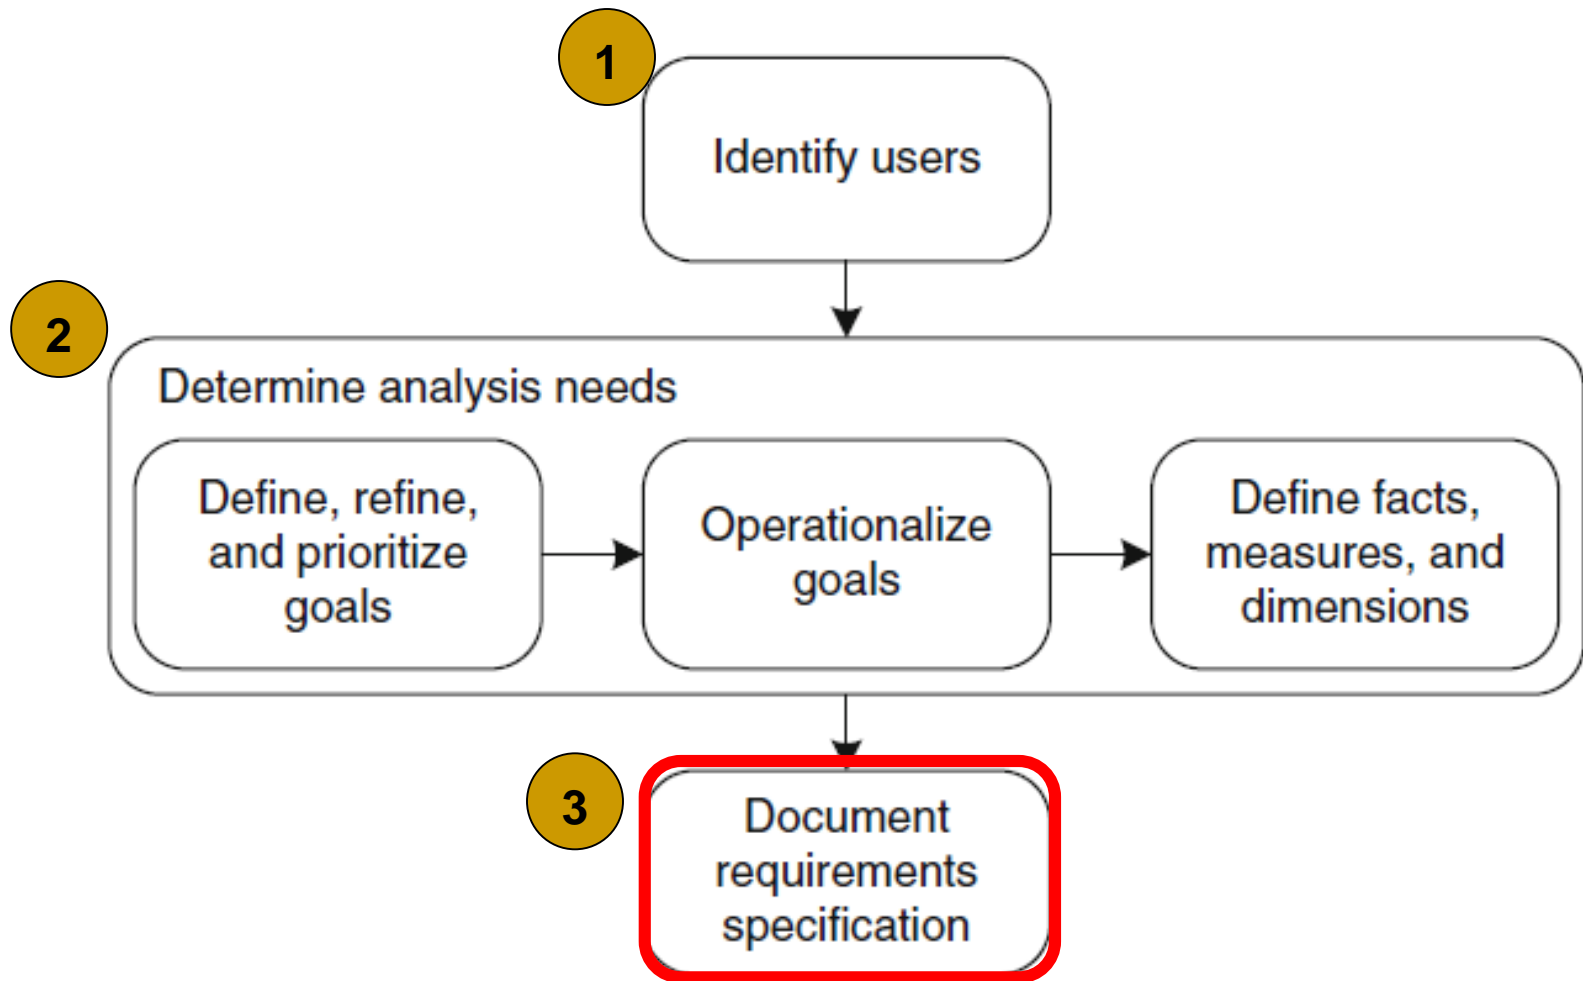 1
Identify users
2
Determine analysis needs
Define, refine,
and prioritize
goals
Operationalize
goals
Define facts,
measures, and
dimensions
3
Document
requirements
specification